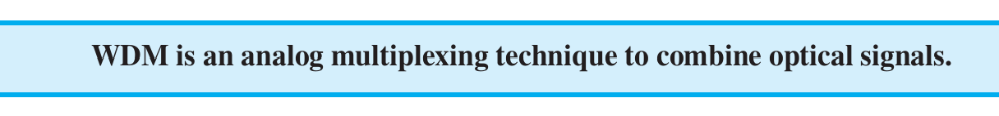 WDM is an analog multiplexing technique to combine optical signals.